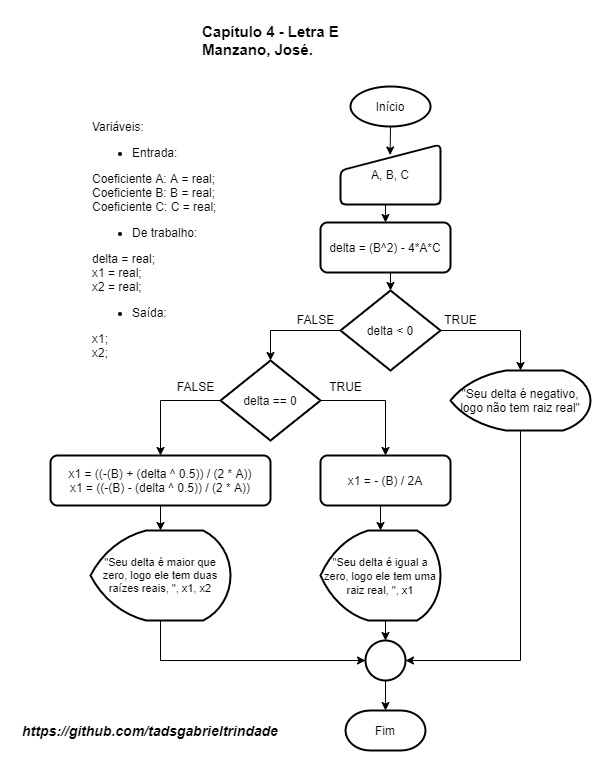 Capítulo 4 - Letra E
Manzano, José.
Início
Variáveis:
• Entrada:
Coeficiente A: A = real;
Coeficiente B: B = real;
Coeficiente C: C = real;
• De trabalho:
delta = real;
x1 = real;
x2 = real;
• Saída:
x1;
x2;
A, B, C
delta = (B^2) - 4*A*C
delta < 0
FALSE
TRUE
delta == 0
FALSE
TRUE
"Seu delta é negativo,
logo não tem raiz real"
x1 = ((-(B) + (delta ^ 0.5)) / (2 * A))
x1 = ((-(B) - (delta ^ 0.5)) / (2 * A))
x1 = - (B) / 2A
"Seu delta é maior que
zero, logo ele tem duas
raízes reais, ", x1, x2
"Seu delta é igual a
zero, logo ele tem uma
raiz real, ", x1
Fim
https://github.com/tadsgabrieltrindade